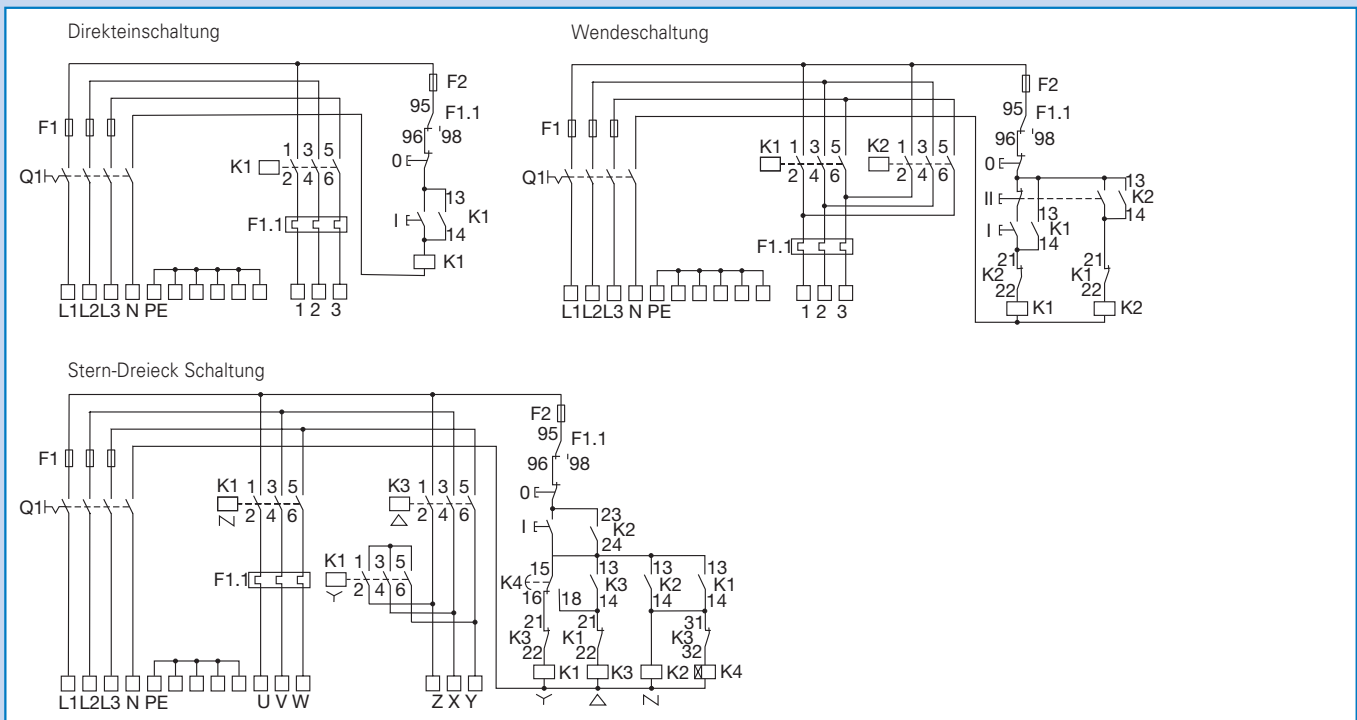 Direkteinschaltung
F2
95
F1.1
F1
96 '98
1 3 5
K1
0
2 4 6
Q1
13
I
K1
F1.1
14
K1
L1 L2 L3 N PE
1 2 3
Wendeschaltung
F2
95
F1.1
F1
96 '98
K1 1 3 5
K2 1 3 5
0
2 4 6
2 4 6
Q1
13
K2
II
14
13
I
K1
14
F1.1
21
K2
22
21
K1
22
K1
K2
L1 L2 L3 N PE
1 2 3
Stern-Dreieck Schaltung
F2
95
F1.1
F1
96 '98
K1 1 3 5
K3 1 3 5
0
2 4 6
2 4 6
Q1
I
23
K2
24
K1 1 3 5
2 4 6
F1.1
15
K4
16
18
13
K3
14
13
K2
14
13
K1
14
21
K3
22
21
K1
22
31
K3
32
K1
K3
K2
K4
L1 L2 L3 N PE
U V W
Z X Y